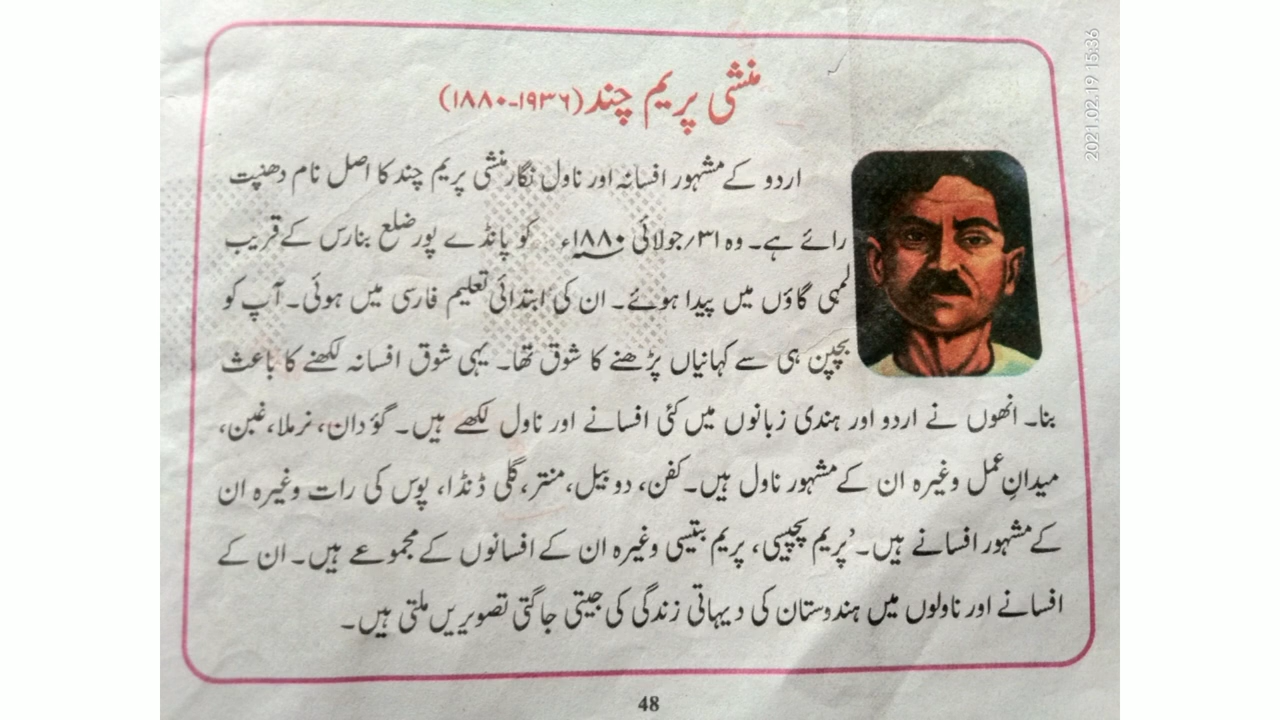 منشی پریم چند (۱۹۳۶-۱۸۸۰)
اردو کے مشہور افسانہ اور ناول نگار منشی پریم چند کا اصل نام دھنپت
رائے ہے۔ وہ ۳۱/جولائی ۱۸۸۰ء کو پانڈے پور ضلع بنارس کے قریب
لمہی گاؤں میں پیدا ہوئے۔ ان کی ابتدائی تعلیم فارسی میں ہوئی۔ آپ کو
بچپن ہی سے کہانیاں پڑھنے کا شوق تھا۔ یہی شوق افسانہ لکھنے کا باعث
بنا۔ انھوں نے اردو اور ہندی زبانوں میں کئی افسانے اور ناول لکھے ہیں۔ گؤدان، نرملا، غبن،
میدانِ عمل وغیرہ ان کے مشہور ناول ہیں۔ کفن، دو بیل، منتر، گلی ڈنڈا، پوس کی رات وغیرہ ان
کے مشہور افسانے ہیں۔ 'پریم پچیسی، پریم بتیسی وغیرہ ان کے افسانوں کے مجموعے ہیں۔ ان کے
افسانے اور ناولوں میں ہندوستان کی دیہاتی زندگی کی جیتی جاگتی تصویریں ملتی ہیں۔
48
2021.02.19 15:36